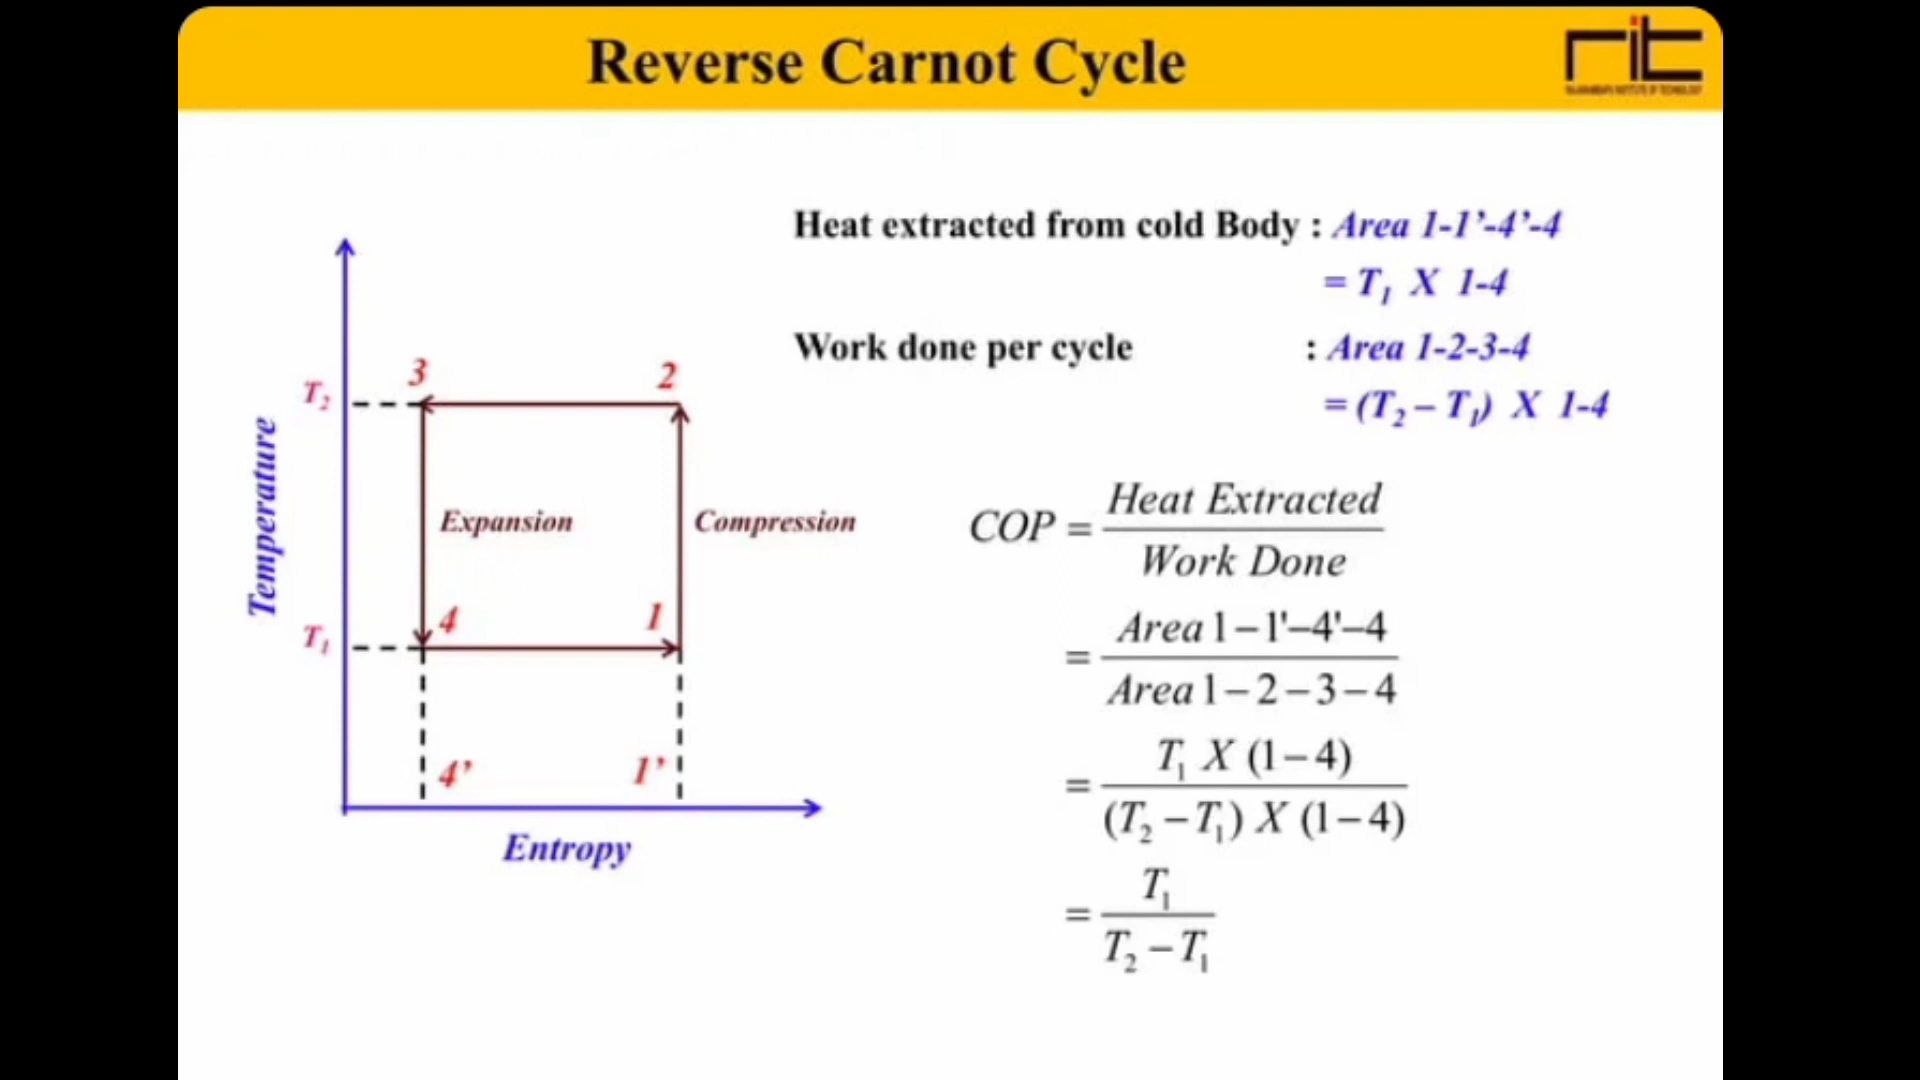 Reverse Carnot Cycle
rit
Heat extracted from cold Body : Area 1-1’-4’-4
= T1 X 1-4
Work done per cycle : Area 1-2-3-4
= (T2 – T1) X 1-4
Temperature
T2
T1
3
2
Expansion
Compression
4
1
4’
1’
Entropy
COP = Heat Extracted
Work Done
= Area 1–1'–4'–4
Area 1–2–3–4
= T1 X (1–4)
(T2 –T1) X (1–4)
= T1
T2 –T1